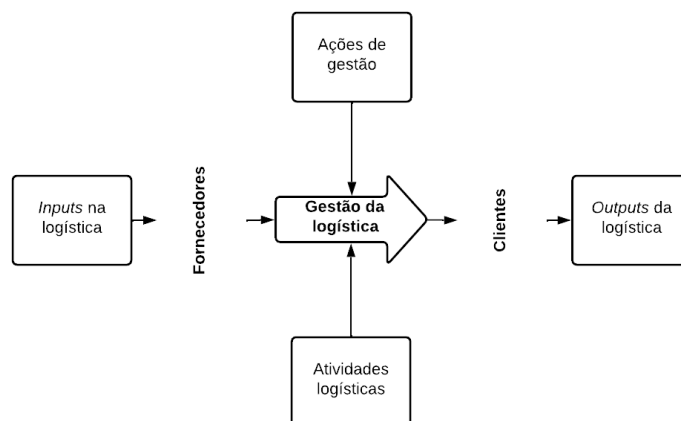 Ações de
gestão
Inputs na
logística
Fornecedores
Gestão da
logística
Clientes
Outputs da
logística
Atividades
logísticas